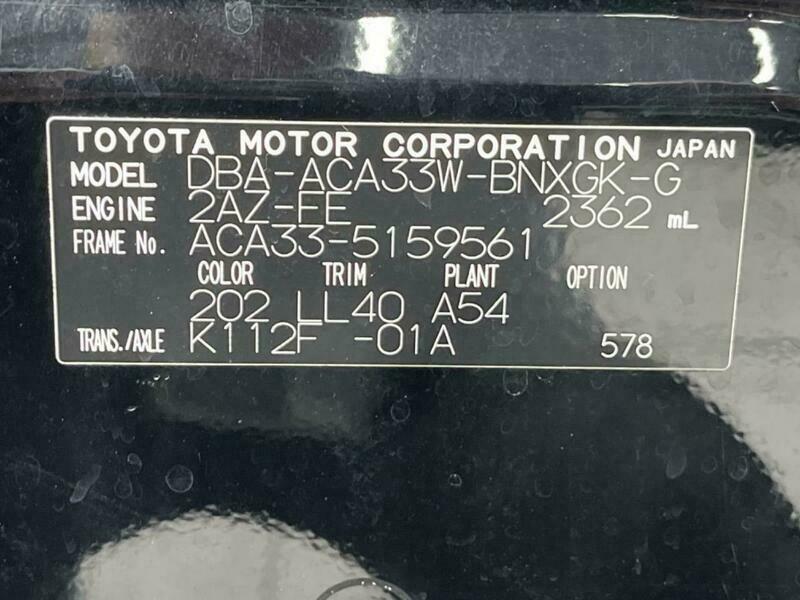 TOYOTA MOTOR CORPORATION JAPAN
MODEL DBA-ACA33W-BNXGK-G
ENGINE 2AZ-FE 2362 mL
FRAME No. ACA33-5159561
COLOR TRIM PLANT OPTION
202 LL40 A54
TRANS./AXLE K112F -01A 578